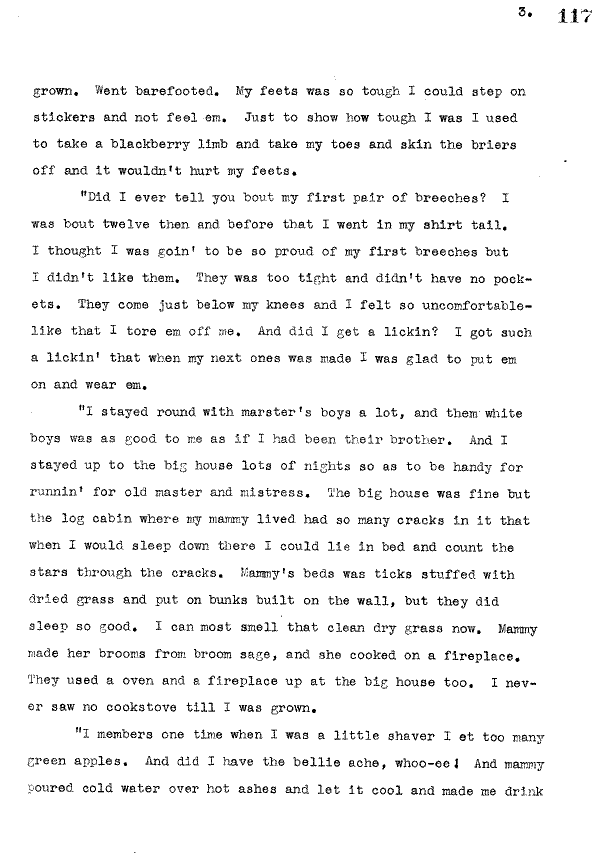 3. 117
grown. Went barefooted. My feets was so tough I could step on
stickers and not feel em. Just to show how tough I was I used
to take a blackberry limb and take my toes and skin the briers
off and it wouldn't hurt my feets.
"Did I ever tell you bout my first pair of breeches? I
was bout twelve then and before that I went in my shirt tail.
I thought I was goin' to be so proud of my first breeches but
I didn't like them. They was too tight and didn't have no pock-
ets. They come just below my knees and I felt so uncomfortable-
like that I tore em off me. And did I get a lickin? I got such
a lickin' that when my next ones was made I was glad to put em
on and wear em.
"I stayed round with marster's boys a lot, and them white
boys was as good to me as if I had been their brother. And I
stayed up to the big house lots of nights so as to be handy for
runnin' for old master and mistress. The big house was fine but
the log cabin where my mammy lived had so many cracks in it that
when I would sleep down there I could lie in bed and count the
stars through the cracks. Mammy's beds was ticks stuffed with
dried grass and put on bunks built on the wall, but they did
sleep so good. I can most smell that clean dry grass now. Mammy
made her brooms from broom sage, and she cooked on a fireplace.
They used a oven and a fireplace up at the big house too. I nev-
er saw no cookstove till I was grown.
"I members one time when I was a little shaver I et too many
green apples. And did I have the bellie ache, whoo-ee! And mammy
poured cold water over hot ashes and let it cool and made me drink